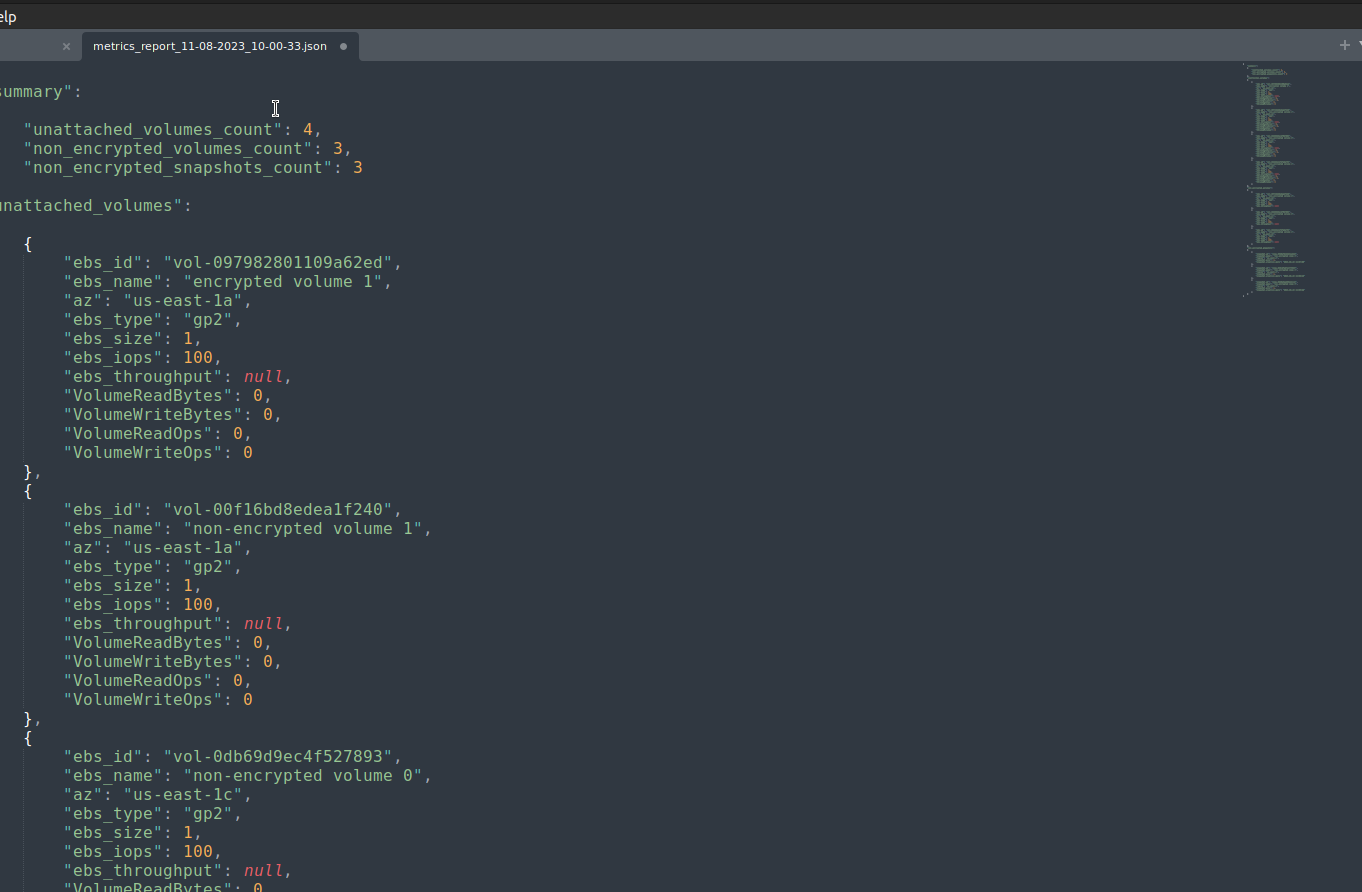 elp
metrics_report_11-08-2023_10-00-33.json
summary":
"unattached_volumes_count": 4,
"non_encrypted_volumes_count": 3,
"non_encrypted_snapshots_count": 3
unattached_volumes":
{
"ebs_id": "vol-097982801109a62ed",
"ebs_name": "encrypted volume 1",
"az": "us-east-1a",
"ebs_type": "gp2",
"ebs_size": 1,
"ebs_iops": 100,
"ebs_throughput": null,
"VolumeReadBytes": 0,
"VolumeWriteBytes": 0,
"VolumeReadOps": 0,
"VolumeWriteOps": 0
},
{
"ebs_id": "vol-00f16bd8edea1f240",
"ebs_name": "non-encrypted volume 1",
"az": "us-east-1a",
"ebs_type": "gp2",
"ebs_size": 1,
"ebs_iops": 100,
"ebs_throughput": null,
"VolumeReadBytes": 0,
"VolumeWriteBytes": 0,
"VolumeReadOps": 0,
"VolumeWriteOps": 0
},
{
"ebs_id": "vol-0db69d9ec4f527893",
"ebs_name": "non-encrypted volume 0",
"az": "us-east-1c",
"ebs_type": "gp2",
"ebs_size": 1,
"ebs_iops": 100,
"ebs_throughput": null,
"VolumeReadBytes": 0